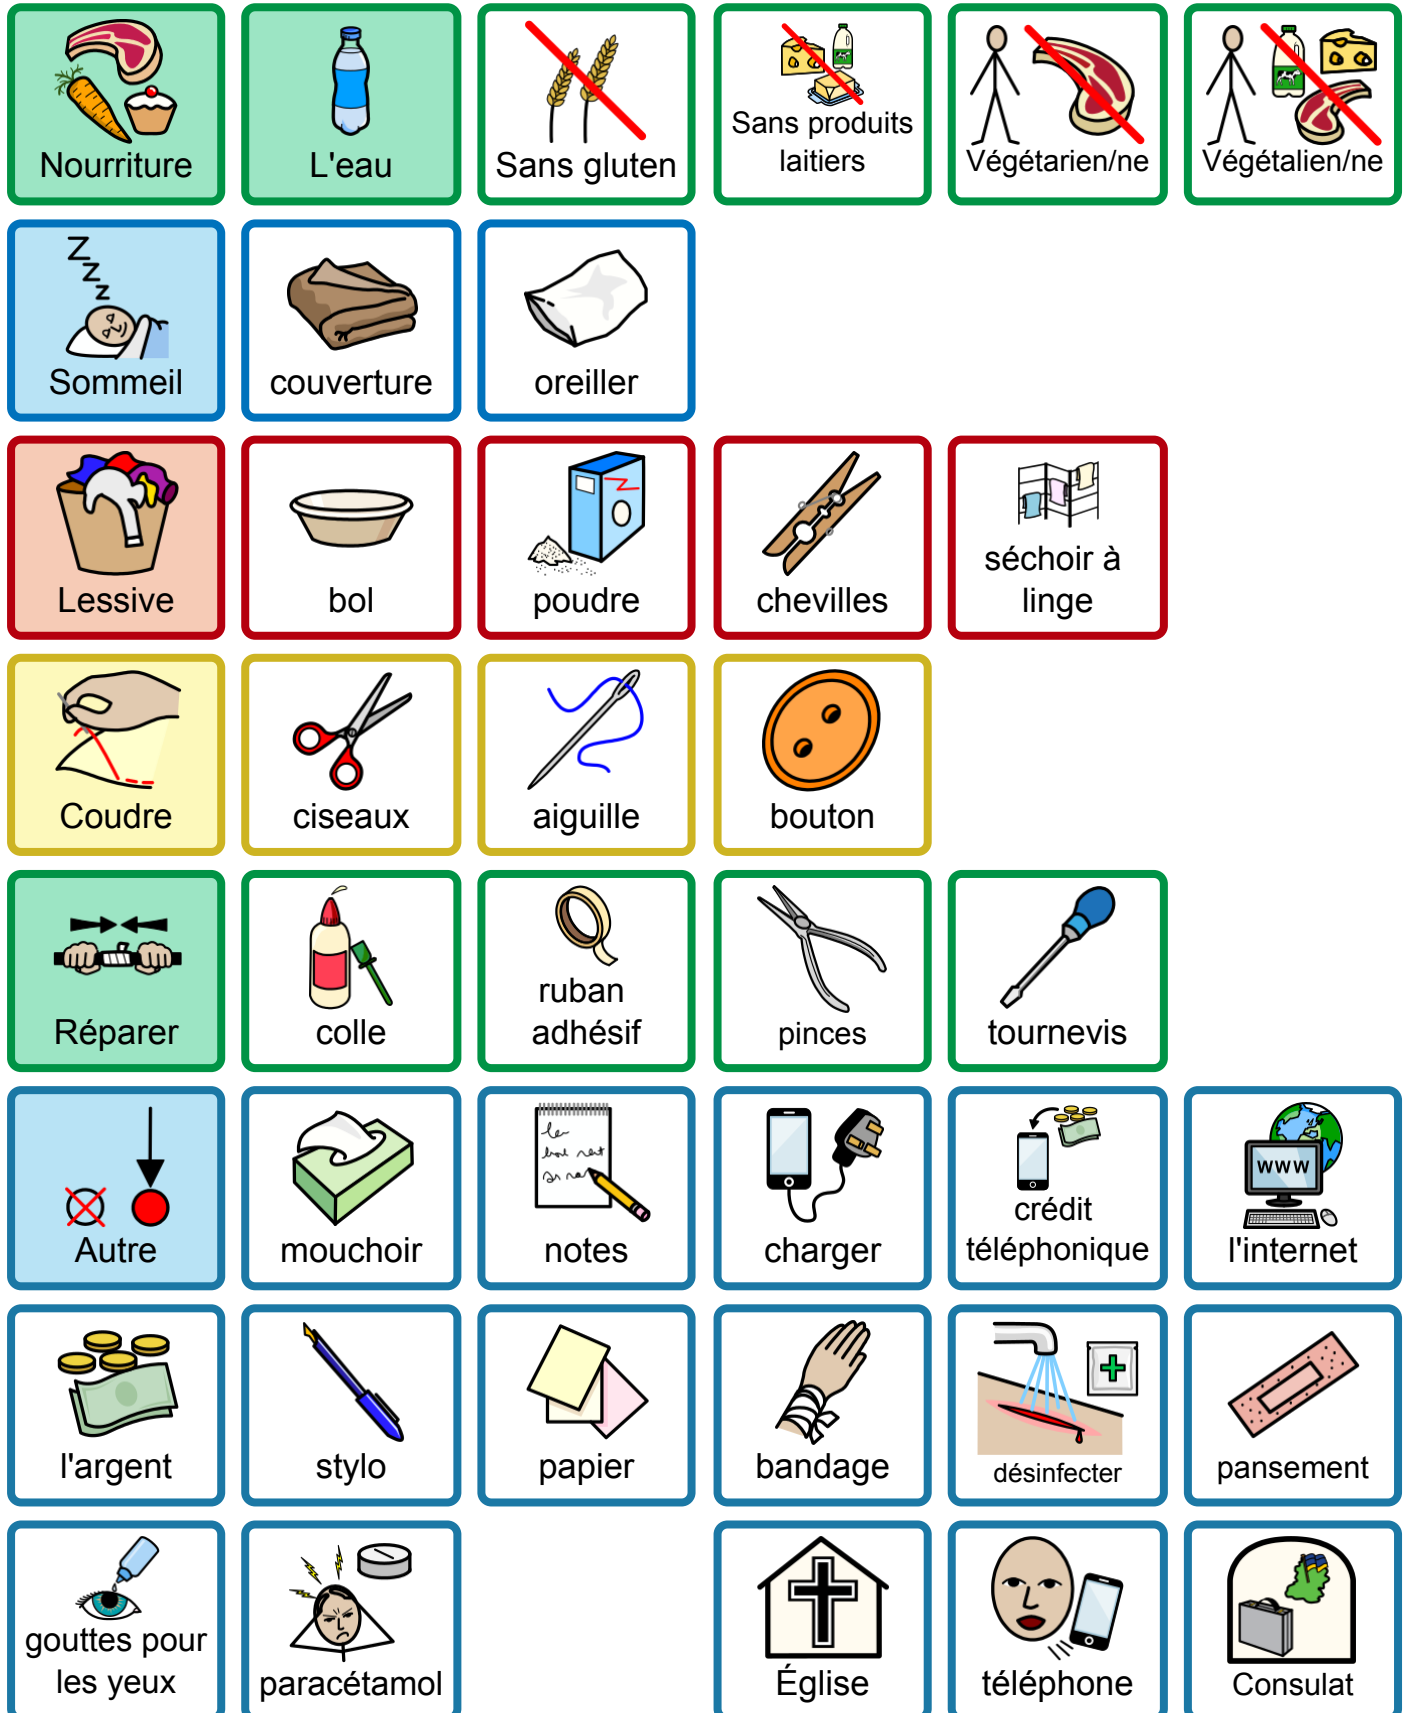 Nourriture
L'eau
Sans gluten
Sans produits
laitiers
Végétarien/ne
Végétalien/ne
Z
Z
Z
Sommeil
couverture
oreiller
Lessive
bol
poudre
chevilles
séchoir à
linge
Coudre
ciseaux
aiguille
bouton
Réparer
colle
ruban
adhésif
pinces
tournevis
Autre
mouchoir
notes
charger
crédit
téléphonique
www
l'internet
l'argent
stylo
papier
bandage
désinfecter
pansement
gouttes pour
les yeux
paracétamol
Église
téléphone
Consulat